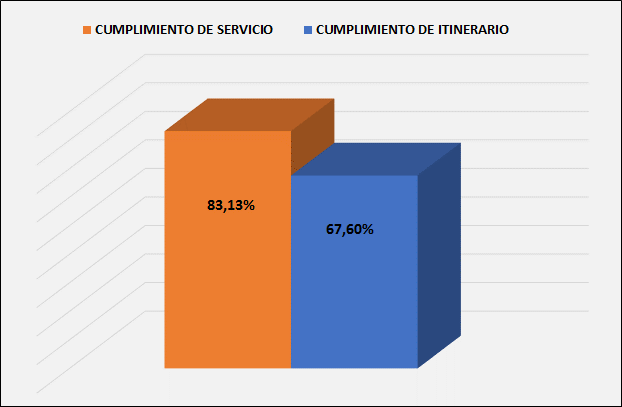 CUMPLIMIENTO DE SERVICIO CUMPLIMIENTO DE ITINERARIO
83,13%
67,60%